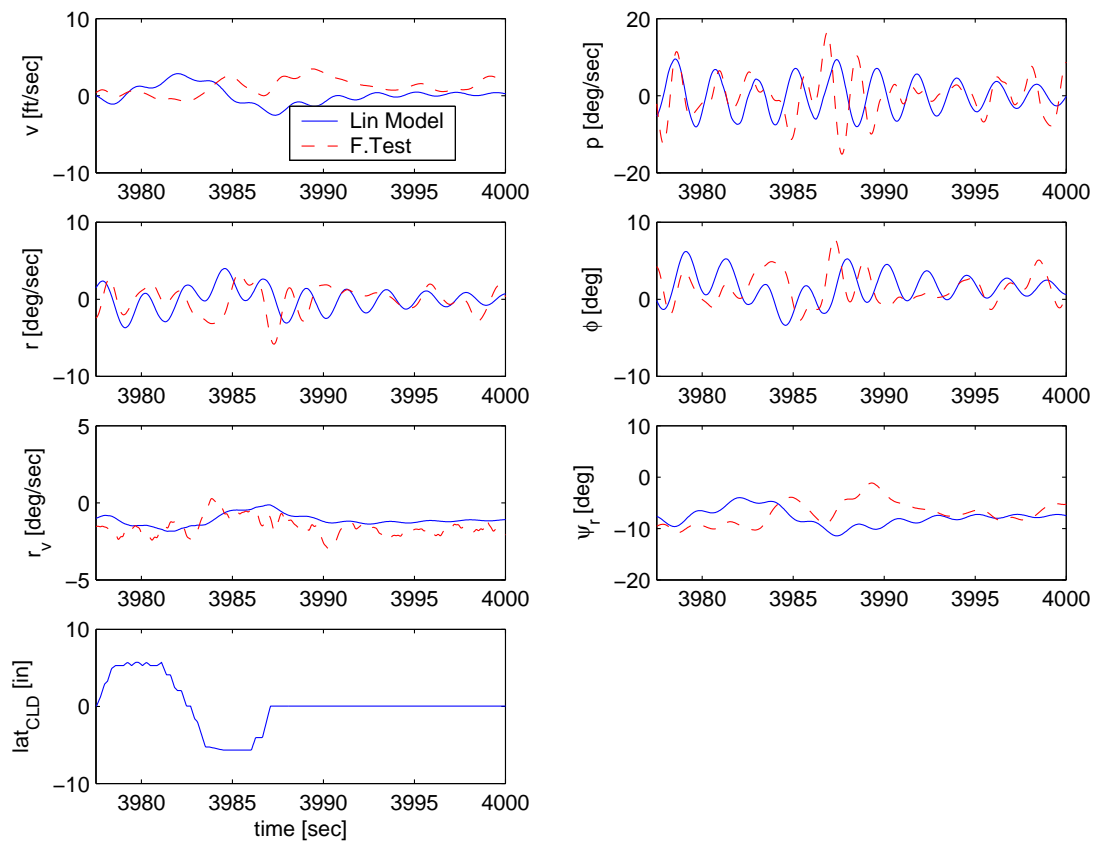 10
0
−10
v [ft/sec]
3980 3985 3990 3995 4000
Lin Model
F.Test
20
0
−20
p [deg/sec]
3980 3985 3990 3995 4000
10
0
−10
r [deg/sec]
3980 3985 3990 3995 4000
10
0
−10
ϕ [deg]
3980 3985 3990 3995 4000
5
0
−5
r_v [deg/sec]
3980 3985 3990 3995 4000
10
0
−10
−20
ψ_r [deg]
3980 3985 3990 3995 4000
10
0
−10
lat_CLD [in]
3980 3985 3990 3995 4000
time [sec]